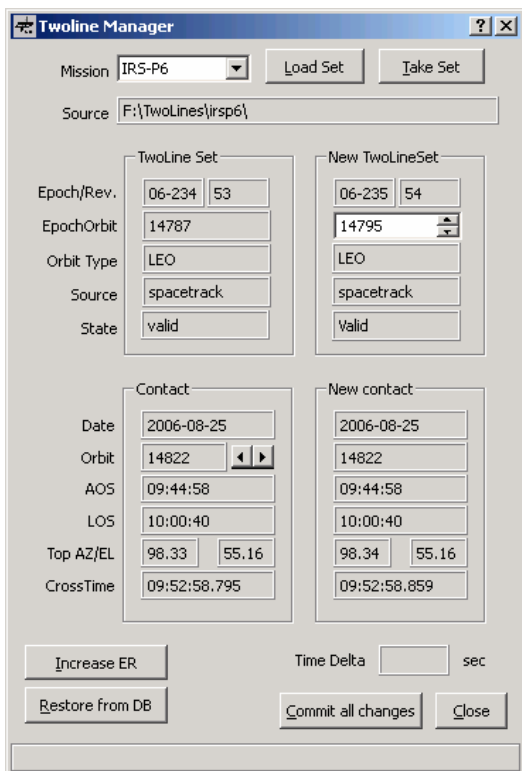 Twoline Manager
Mission IRS-P6 Load Set Take Set
Source F:\TwoLines\irsp6\
TwoLine Set New TwoLineSet
Epoch/Rev. 06-234 53 06-235 54
EpochOrbit 14787 14795
Orbit Type LEO LEO
Source spacetrack spacetrack
State valid Valid
Contact New contact
Date 2006-08-25 2006-08-25
Orbit 14822 14822
AOS 09:44:58 09:44:58
LOS 10:00:40 10:00:40
Top AZ/EL 98.33 55.16 98.34 55.16
CrossTime 09:52:58.795 09:52:58.859
Increase ER Time Delta sec
Restore from DB Commit all changes Close